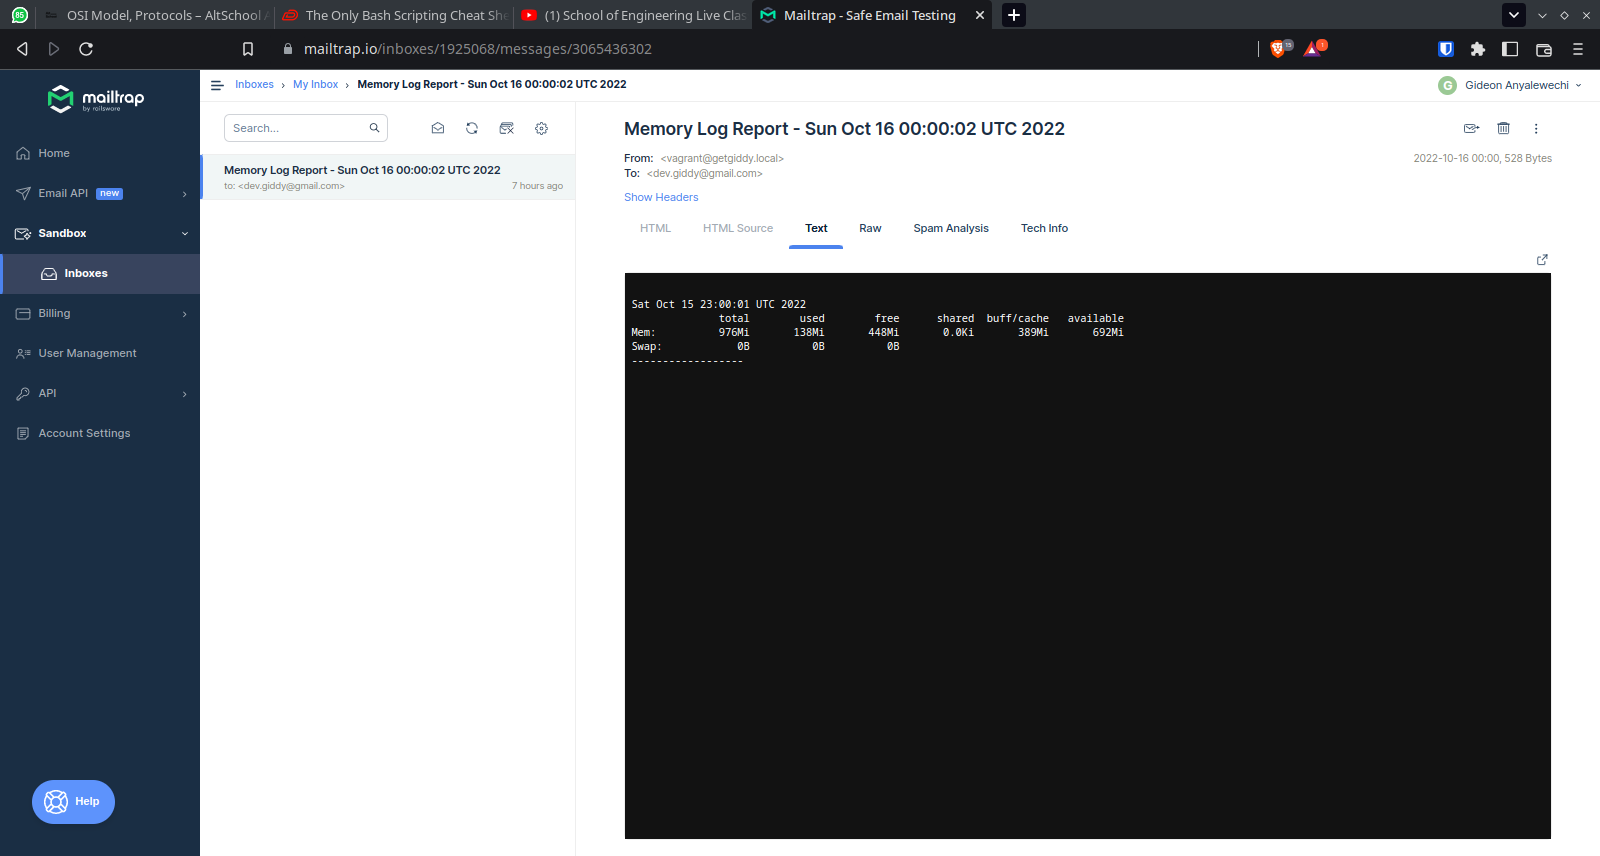 85
OSI Model, Protocols – AltSchool
The Only Bash Scripting Cheat She
(1) School of Engineering Live Clas
Mailtrap - Safe Email Testing
mailtrap.io/inboxes/1925068/messages/3065436302
1
mailtrap
by railsware
Inboxes › My Inbox › Memory Log Report - Sun Oct 16 00:00:02 UTC 2022
G Gideon Anyalewechi
Home
Email API new
Sandbox
Inboxes
Billing
User Management
API
Account Settings
Help
Search...
Memory Log Report - Sun Oct 16 00:00:02 UTC 2022
to: <dev.giddy@gmail.com> 7 hours ago
Memory Log Report - Sun Oct 16 00:00:02 UTC 2022
From: <vagrant@getgiddy.local> 2022-10-16 00:00, 528 Bytes
To: <dev.giddy@gmail.com>
Show Headers
HTML HTML Source Text Raw Spam Analysis Tech Info
Sat Oct 15 23:00:01 UTC 2022
total used free shared buff/cache available
Mem: 976Mi 138Mi 448Mi 0.0Ki 389Mi 692Mi
Swap: 0B 0B 0B
------------------